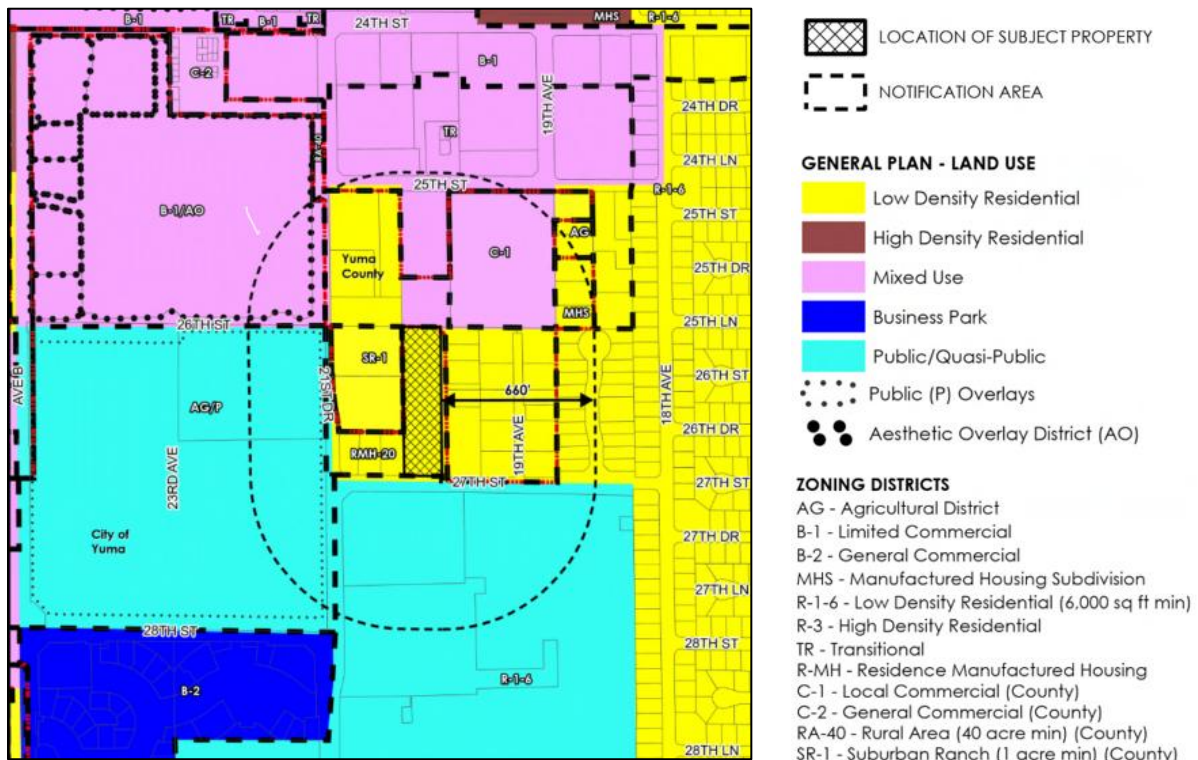 B-1
TR
B-1
TR
24TH ST
MHS
R-1-6
C-2
B-1
24TH DR
19TH AVE
TR
RA-40
24TH LN
25TH ST
R-1-6
B-1/AO
25TH ST
AG
C-1
Yuma
County
25TH DR
MHS
26TH ST
25TH LN
SR-1
AVE B
21ST DR
660'
18TH AVE
26TH ST
AG/P
19TH AVE
26TH DR
RMH-20
23RD AVE
27TH ST
27TH ST
City of
Yuma
27TH DR
27TH LN
28TH ST
28TH ST
B-2
R-1-6
28TH LN
LOCATION OF SUBJECT PROPERTY
NOTIFICATION AREA
GENERAL PLAN - LAND USE
Low Density Residential
High Density Residential
Mixed Use
Business Park
Public/Quasi-Public
Public (P) Overlays
Aesthetic Overlay District (AO)
ZONING DISTRICTS
AG - Agricultural District
B-1 - Limited Commercial
B-2 - General Commercial
MHS - Manufactured Housing Subdivision
R-1-6 - Low Density Residential (6,000 sq ft min)
R-3 - High Density Residential
TR - Transitional
R-MH - Residence Manufactured Housing
C-1 - Local Commercial (County)
C-2 - General Commercial (County)
RA-40 - Rural Area (40 acre min) (County)
SR-1 - Suburban Ranch (1 acre min) (County)